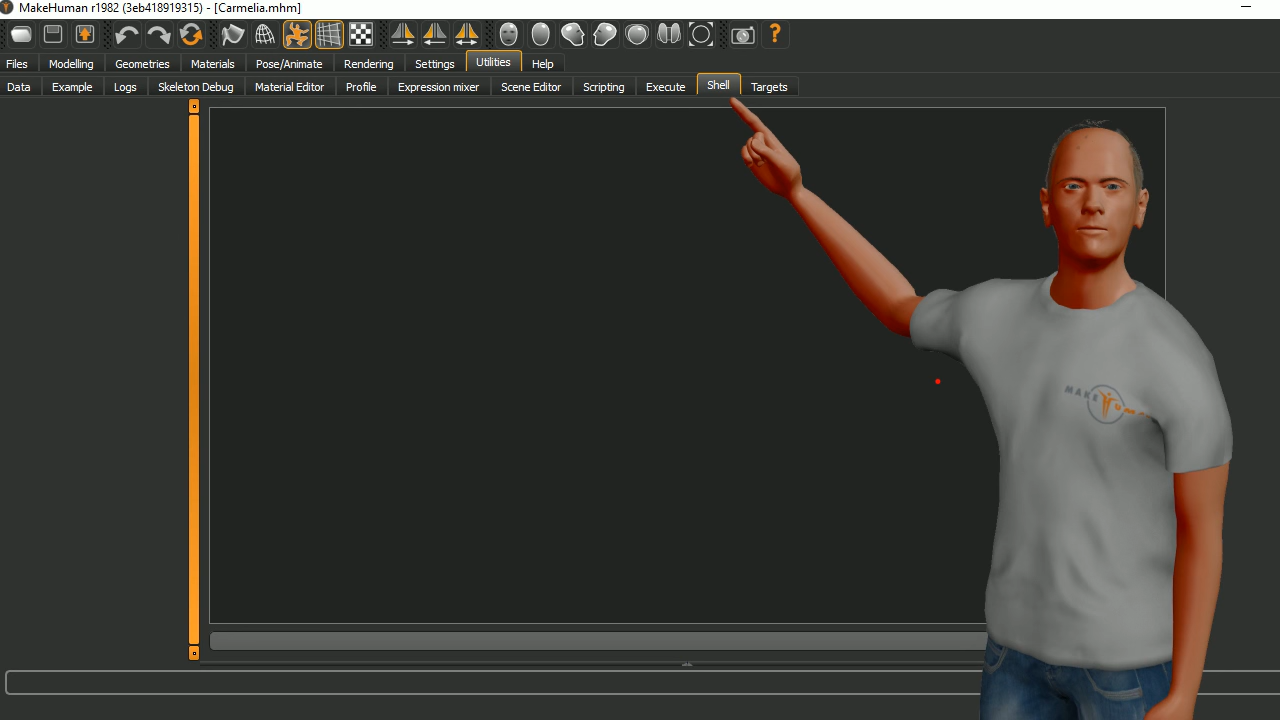 MakeHuman r1982 (3eb418919315) - [Carmelia.mhm]
Files Modelling Geometries Materials Pose/Animate Rendering Settings Utilities Help
Data Example Logs Skeleton Debug Material Editor Profile Expression mixer Scene Editor Scripting Execute Shell Targets
MAKE